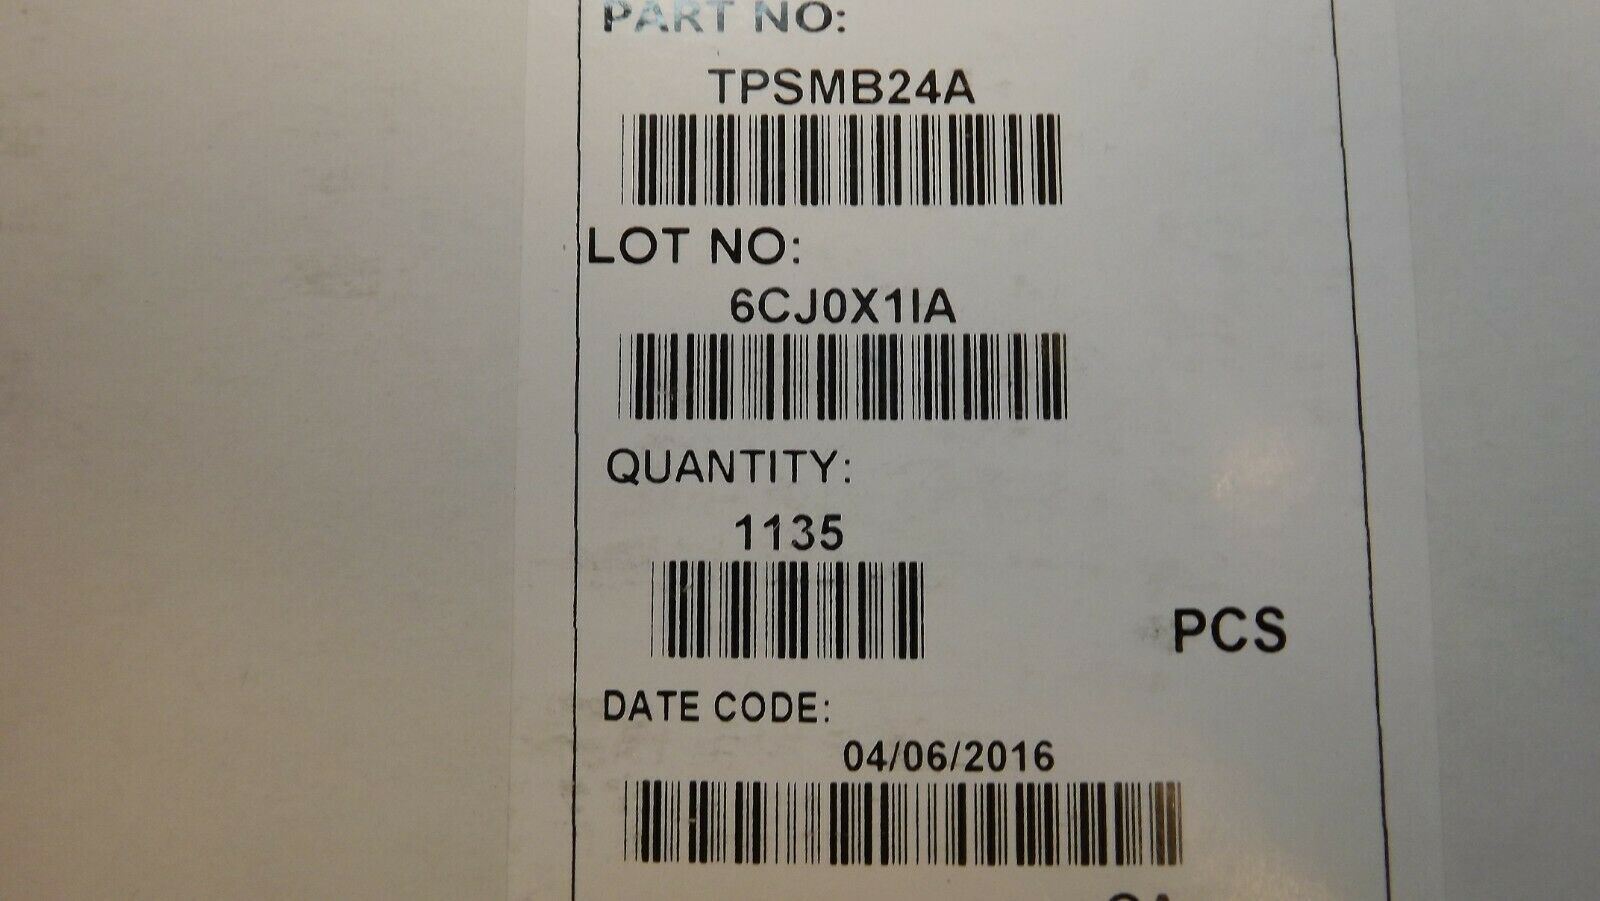 PART NO:
TPSMB24A
LOT NO:
6CJ0X1IA
QUANTITY:
1135
PCS
DATE CODE:
04/06/2016